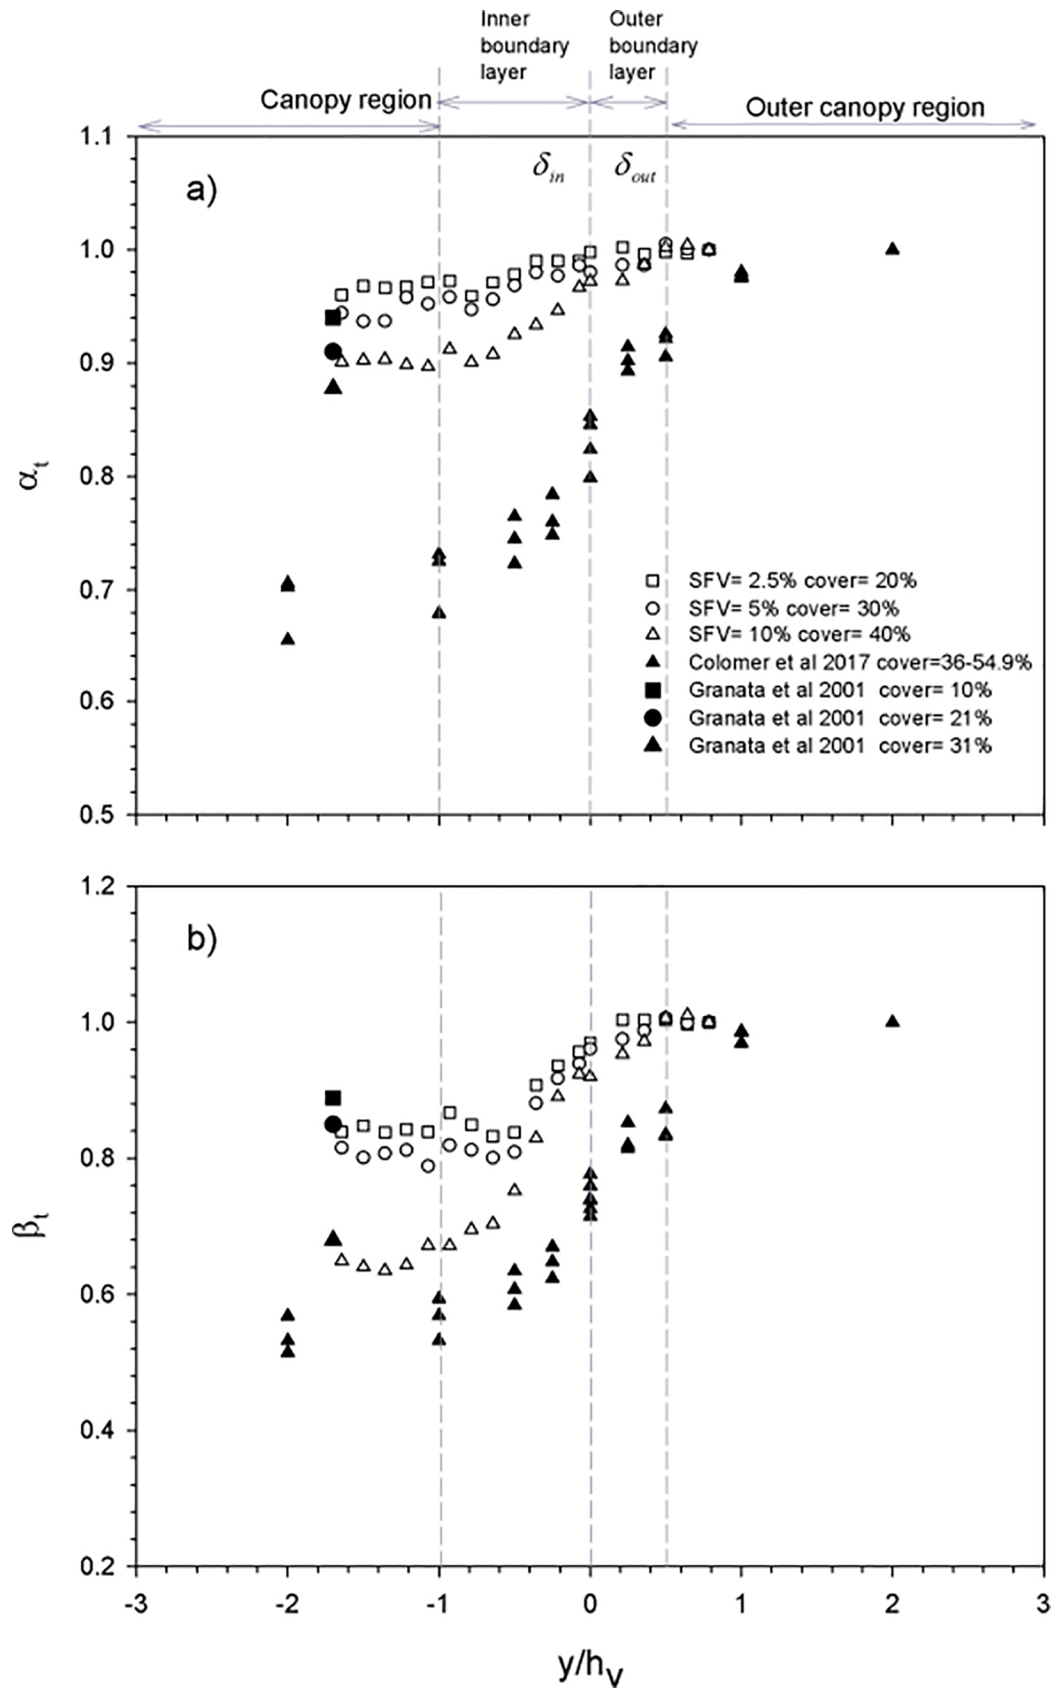 Inner
boundary
layer
Outer
boundary
layer
Canopy region
Outer canopy region
1.1
a)
δin
δout
1.0
0.9
αt
0.8
0.7
0.6
0.5
SFV= 2.5% cover= 20%
SFV= 5% cover= 30%
SFV= 10% cover= 40%
Colomer et al 2017 cover=36-54.9%
Granata et al 2001 cover= 10%
Granata et al 2001 cover= 21%
Granata et al 2001 cover= 31%
1.2
b)
1.0
0.8
βt
0.6
0.4
0.2
-3 -2 -1 0 1 2 3
y/hV